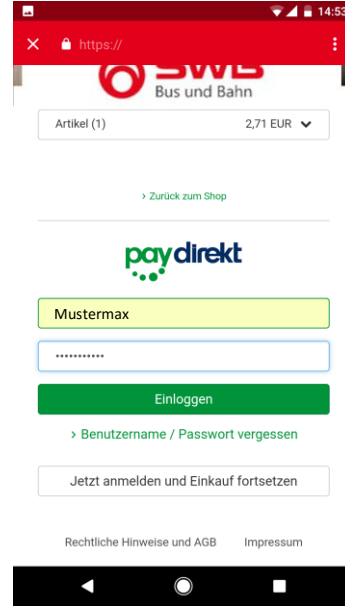 14:53
https://
SWB
Bus und Bahn
Artikel (1) 2,71 EUR
› Zurück zum Shop
paydirekt
Mustermax
•••••••••••
Einloggen
› Benutzername / Passwort vergessen
Jetzt anmelden und Einkauf fortsetzen
Rechtliche Hinweise und AGB Impressum